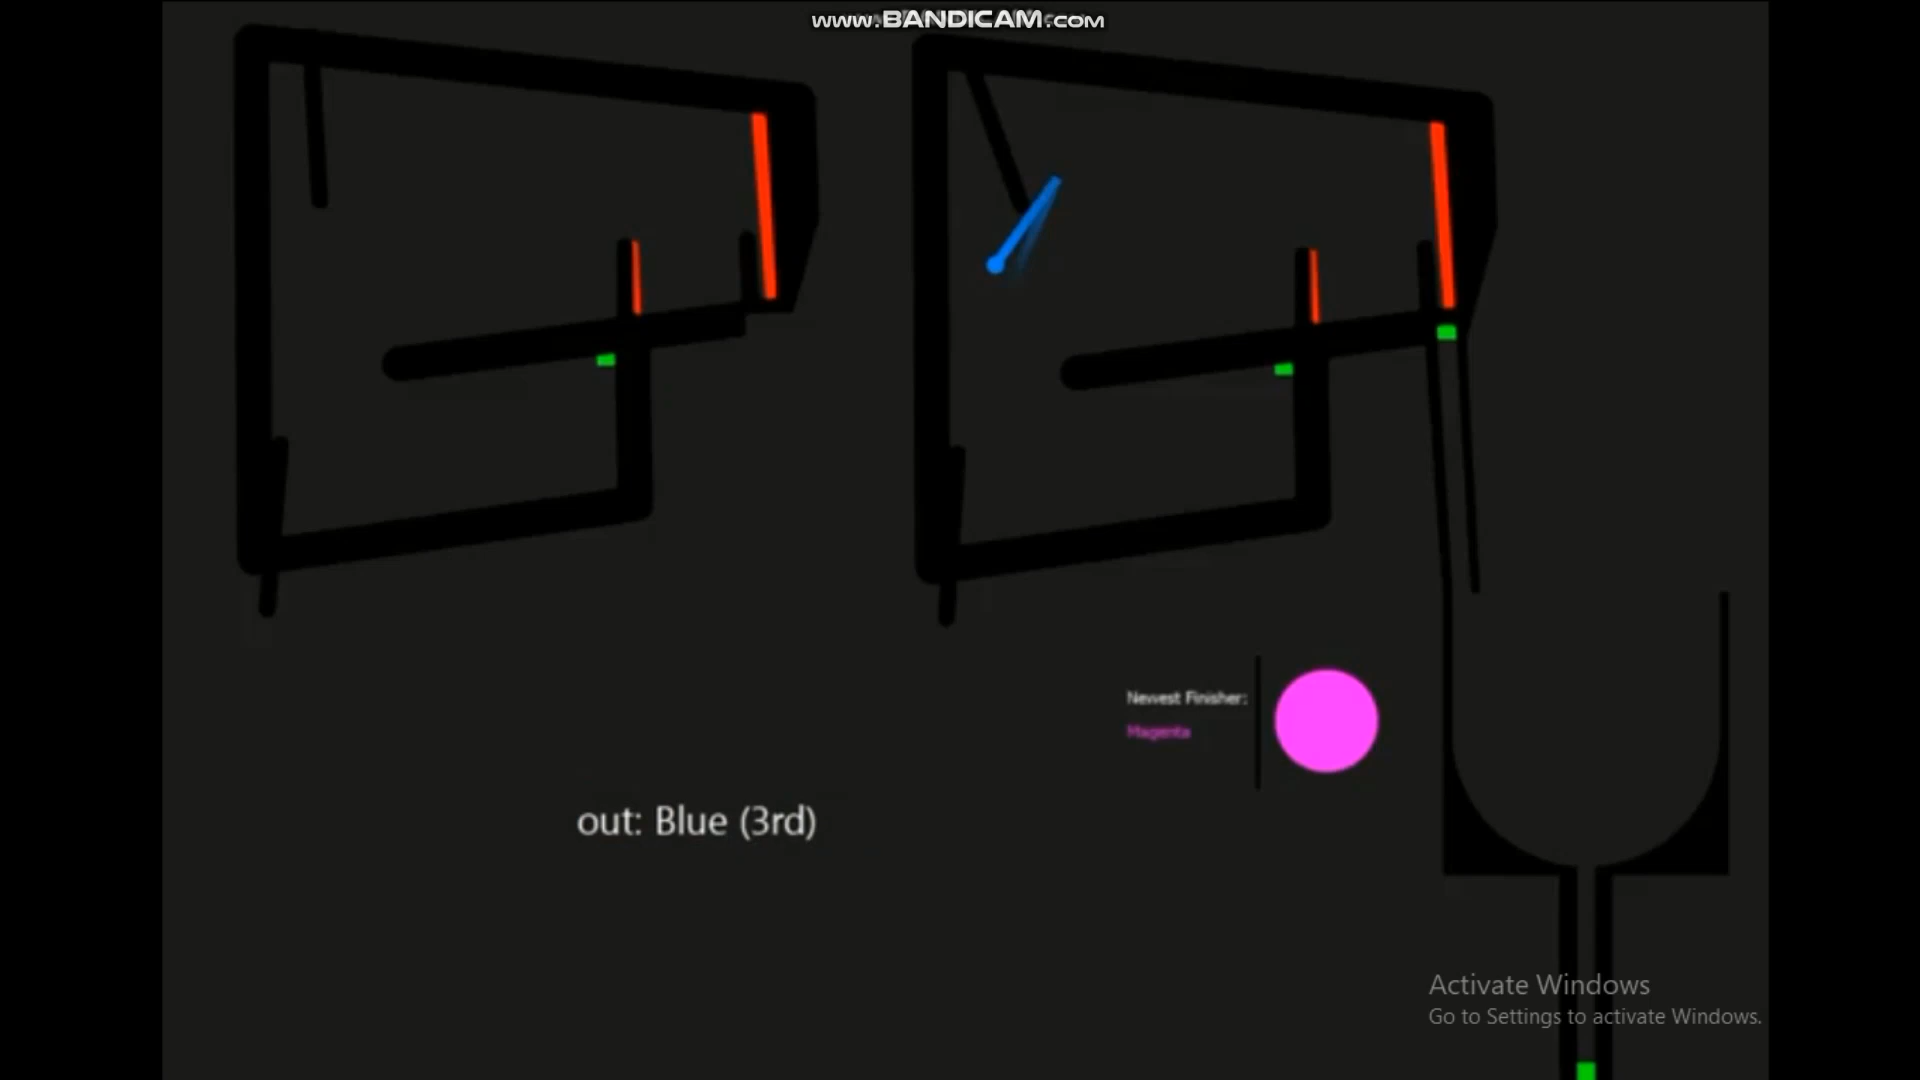 www.BANDICAM.com
Newest Finisher:
Magenta
out: Blue (3rd)
Activate Windows
Go to Settings to activate Windows.